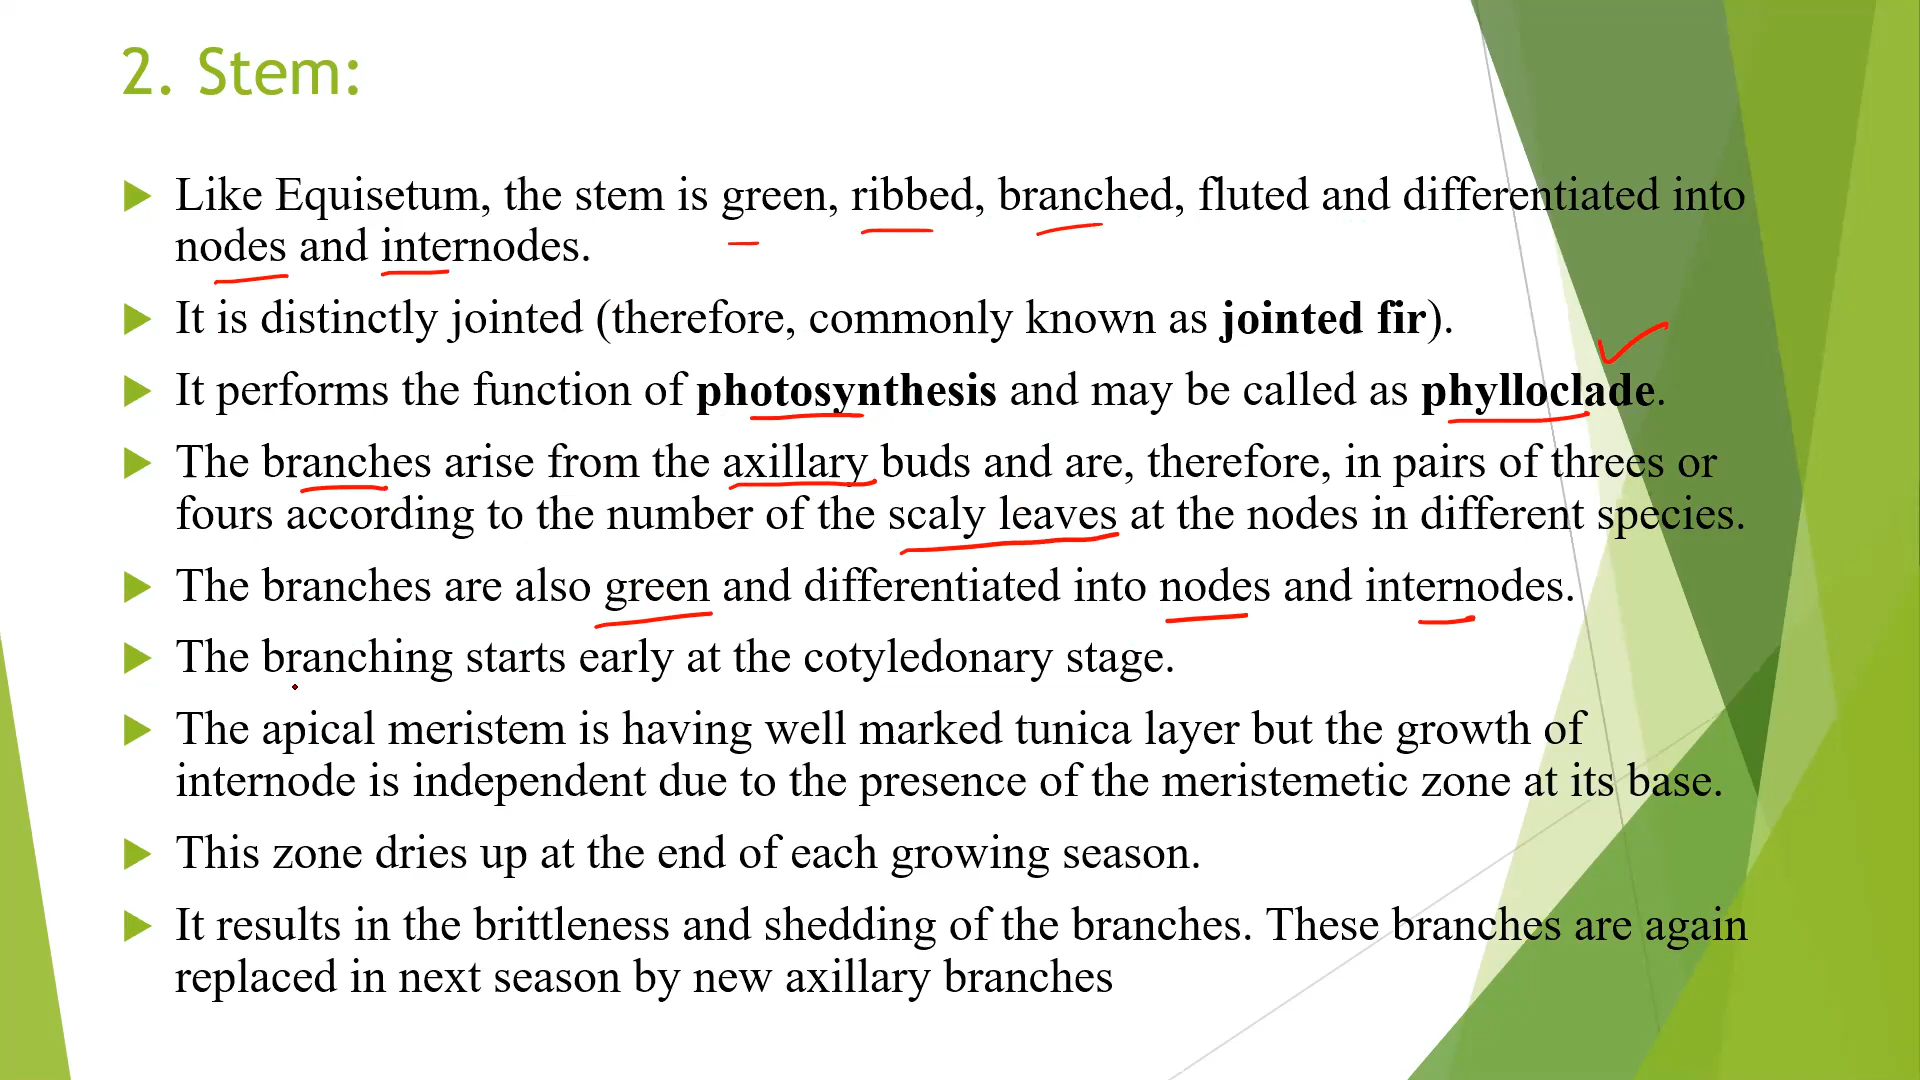 2. Stem:
Like Equisetum, the stem is green, ribbed, branched, fluted and differentiated into
nodes and internodes.
It is distinctly jointed (therefore, commonly known as jointed fir).
It performs the function of photosynthesis and may be called as phylloclade.
The branches arise from the axillary buds and are, therefore, in pairs of threes or
fours according to the number of the scaly leaves at the nodes in different species.
The branches are also green and differentiated into nodes and internodes.
The branching starts early at the cotyledonary stage.
The apical meristem is having well marked tunica layer but the growth of
internode is independent due to the presence of the meristemetic zone at its base.
This zone dries up at the end of each growing season.
It results in the brittleness and shedding of the branches. These branches are again
replaced in next season by new axillary branches